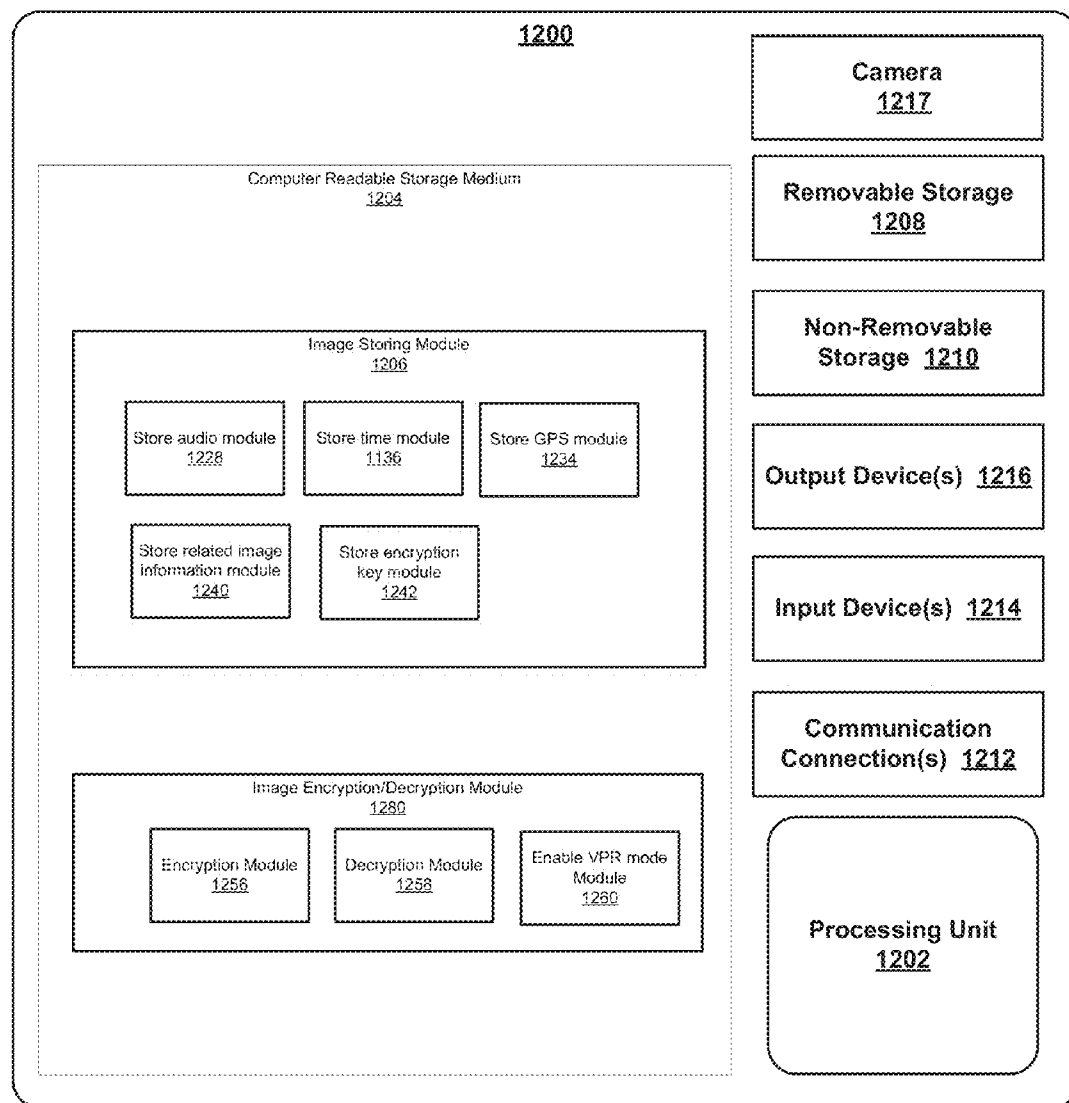 1200
Camera
1217
Removable Storage
1208
Non-Removable
Storage 1210
Output Device(s) 1216
Input Device(s) 1214
Communication
Connection(s) 1212
Processing Unit
1202
Computer Readable Storage Medium
1204
Image Storing Module
1206
Store audio module
1228
Store time module
1136
Store GPS module
1234
Store related image
information module
1240
Store encryption
key module
1242
Image Encryption/Decryption Module
1280
Encryption Module
1256
Decryption Module
1258
Enable VPR mode
Module
1260